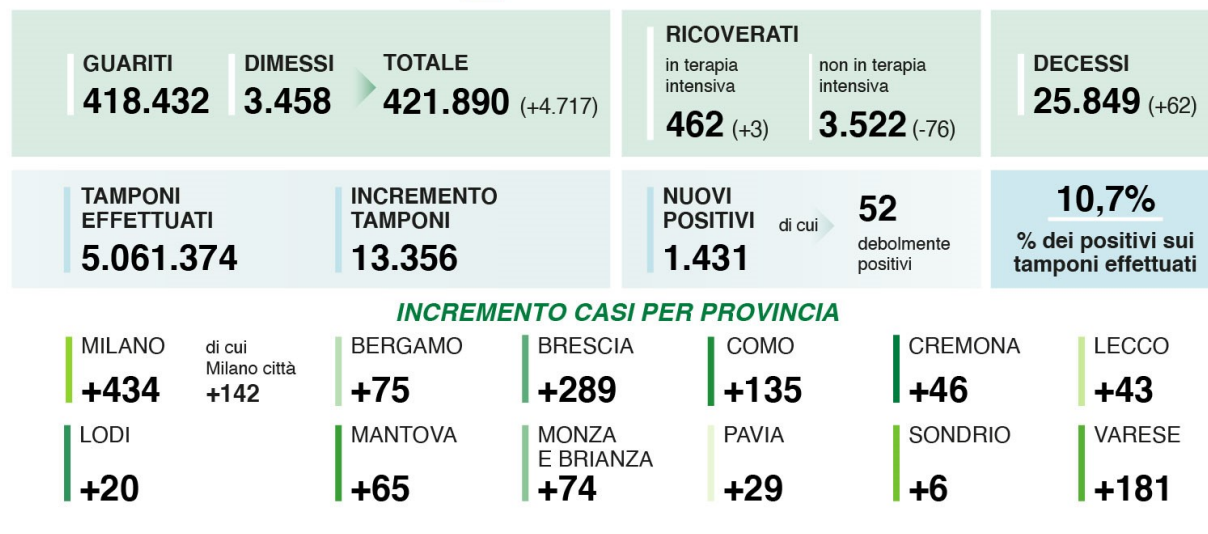 GUARITI
418.432
DIMESSI
3.458
TOTALE
421.890 (+4.717)
RICOVERATI
in terapia
intensiva
462 (+3)
non in terapia
intensiva
3.522 (-76)
DECESSI
25.849 (+62)
TAMPONI
EFFETTUATI
5.061.374
INCREMENTO
TAMPONI
13.356
NUOVI
POSITIVI
1.431
di cui
52
debolmente
positivi
10,7%
% dei positivi sui
tamponi effettuati
INCREMENTO CASI PER PROVINCIA
MILANO
+434
di cui
Milano città
+142
BERGAMO
+75
BRESCIA
+289
COMO
+135
CREMONA
+46
LECCO
+43
LODI
+20
MANTOVA
+65
MONZA
E BRIANZA
+74
PAVIA
+29
SONDRIO
+6
VARESE
+181